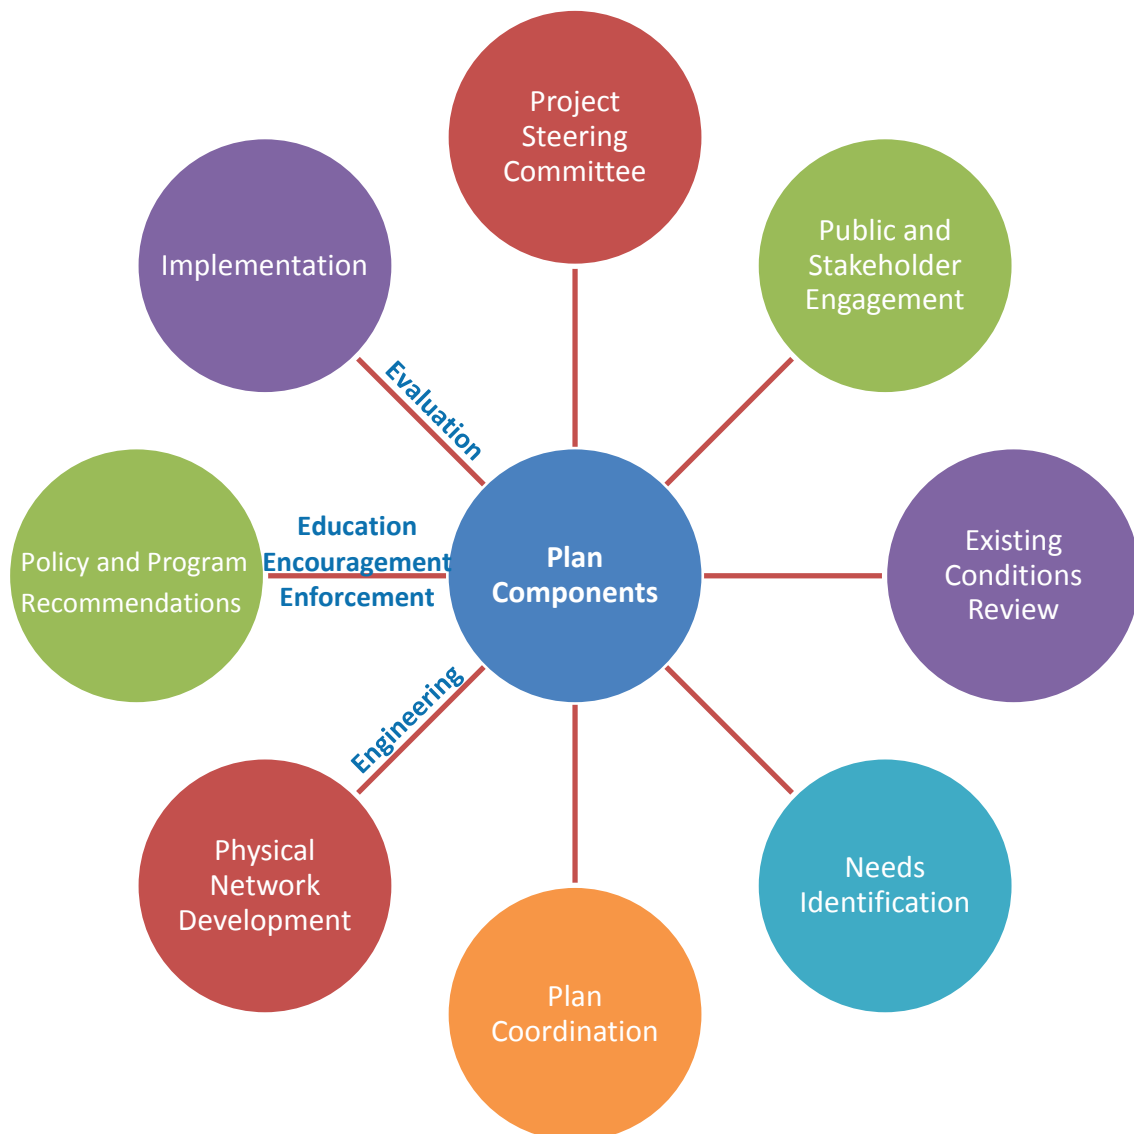 Project
Steering
Committee
Public and
Stakeholder
Engagement
Existing
Conditions
Review
Needs
Identification
Plan
Coordination
Physical
Network
Development
Policy and Program
Recommendations
Implementation
Evaluation
Education
Encouragement
Enforcement
Engineering
Plan
Components